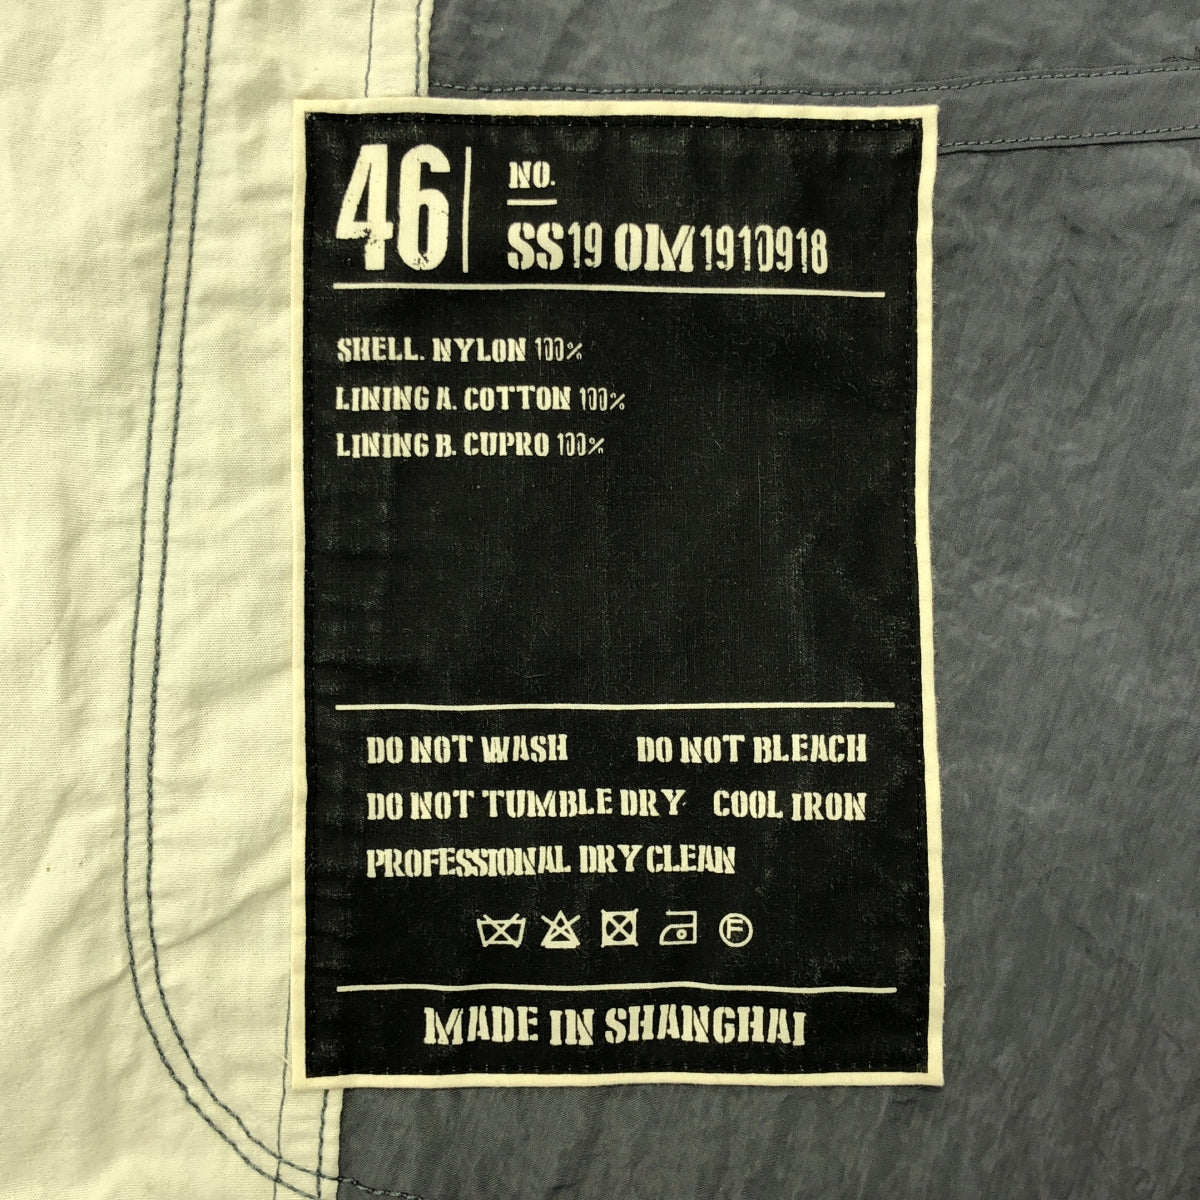 46 NO.
SS19 OM1910918
SHELL. NYLON 100%
LINING A. COTTON 100%
LINING B. CUPRO 100%
DO NOT WASH DO NOT BLEACH
DO NOT TUMBLE DRY COOL IRON
PROFESSIONAL DRY CLEAN
F
MADE IN SHANGHAI